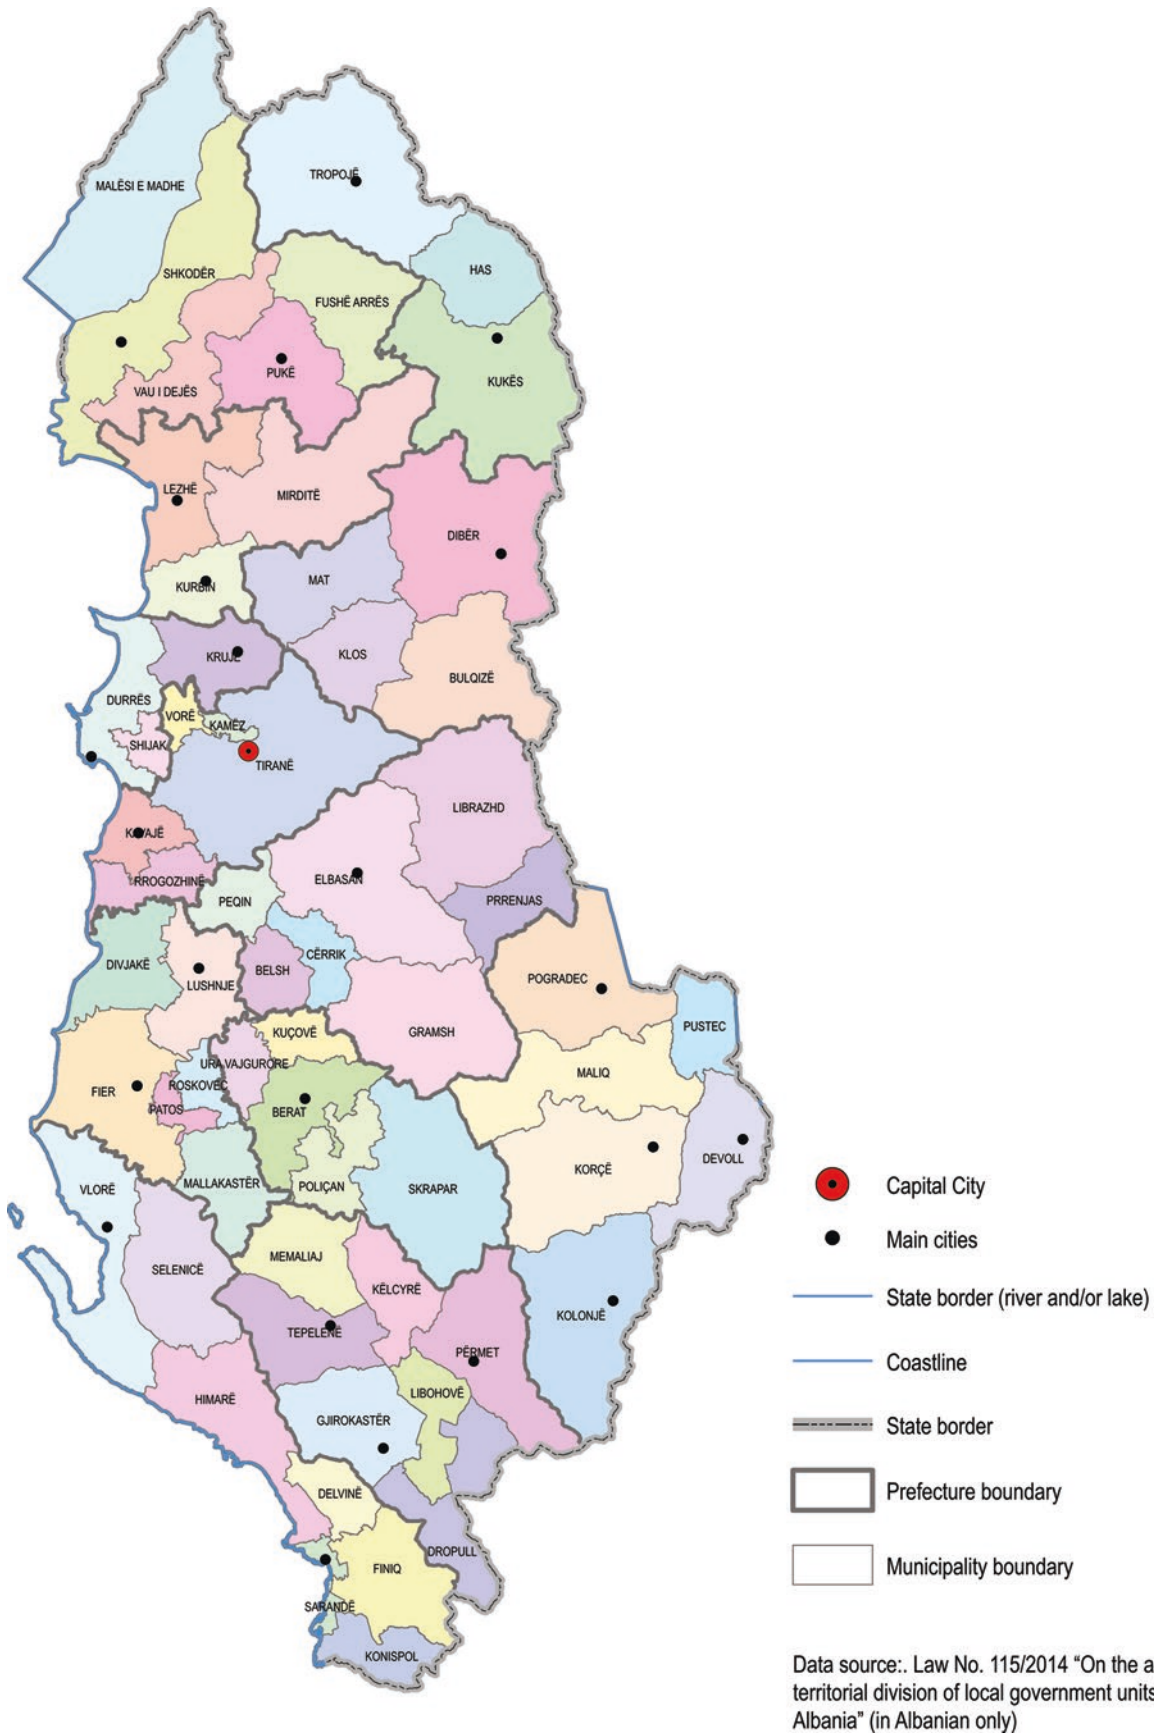 MALËSI E MADHE
TROPOJË
SHKODËR
HAS
FUSHË ARRËS
PUKË
KUKËS
VAU I DEJËS
LEZHË
MIRDITË
DIBËR
KURBIN
MAT
KRUJË
KLOS
BULQIZË
DURRËS
VORË
KAMËZ
SHIJAK
TIRANË
LIBRAZHD
KAVAJË
RROGOZHINË
PEQIN
ELBASAN
PRRENJAS
DIVJAKË
LUSHNJE
BELSH
CËRRIK
POGRADEC
GRAMSH
PUSTEC
KUÇOVË
URA VAJGURORE
MALIQ
FIER
ROSKOVEC
PATOS
BERAT
KORÇË
DEVOLL
VLORË
MALLAKASTËR
POLIÇAN
SKRAPAR
SELENICË
MEMALIAJ
KËLCYRË
KOLONJË
TEPELENË
PËRMET
HIMARË
GJIROKASTËR
LIBOHOVË
DELVINË
DROPULL
FINIQ
SARANDË
KONISPOL
Capital City
Main cities
State border (river and/or lake)
Coastline
State border
Prefecture boundary
Municipality boundary
Data source:. Law No. 115/2014 “On the a
territorial division of local government units
Albania” (in Albanian only)